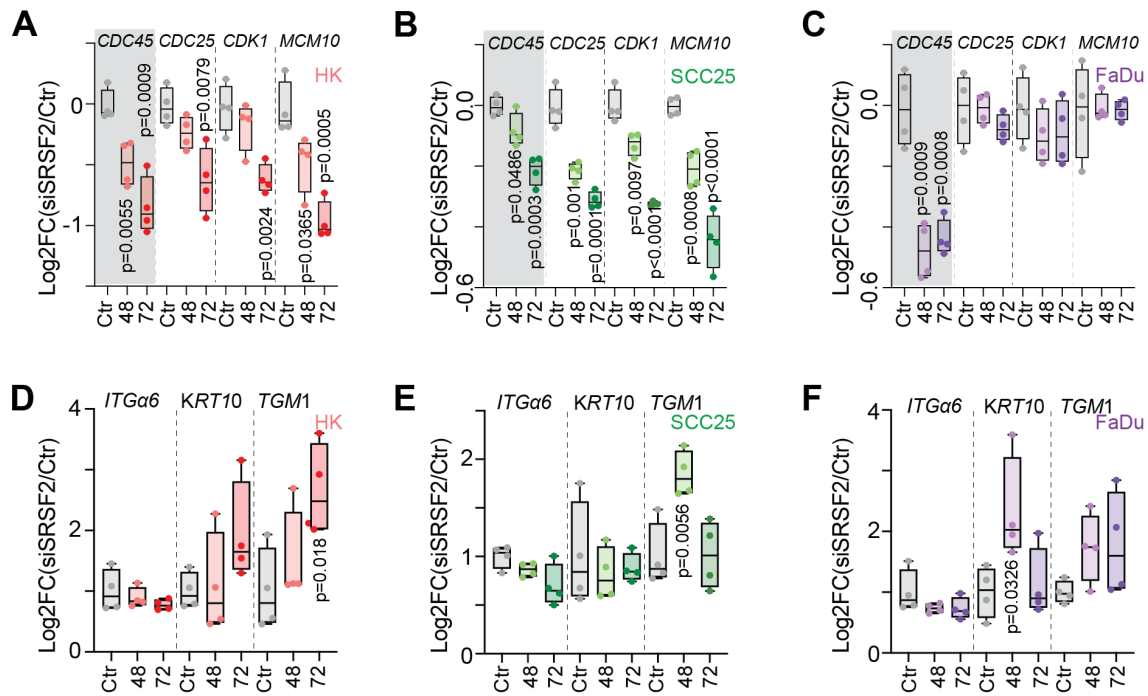 A
CDC45 CDC25 CDK1 MCM10
HK
Log2FC(siSRSF2/Ctr)
0
-1
p=0.0055
p=0.0009
p=0.0079
p=0.0024
p=0.0365
p=0.0005
Ctr 48 72 Ctr 48 72 Ctr 48 72 Ctr 48 72
B
CDC45 CDC25 CDK1 MCM10
SCC25
Log2FC(siSRSF2/Ctr)
0.0
-0.6
p=0.0486
p=0.0003
p=0.001
p=0.0001
p=0.0097
p<0.0001
p=0.0008
p<0.0001
Ctr 48 72 Ctr 48 72 Ctr 48 72 Ctr 48 72
C
CDC45 CDC25 CDK1 MCM10
FaDu
Log2FC(siSRSF2/Ctr)
0.0
-0.6
p=0.0009
p=0.0008
Ctr 48 72 Ctr 48 72 Ctr 48 72 Ctr 48 72
D
ITGα6 KRT10 TGM1
HK
Log2FC(siSRSF2/Ctr)
4
2
0
p=0.018
Ctr 48 72 Ctr 48 72 Ctr 48 72
E
ITGα6 KRT10 TGM1
SCC25
Log2FC(siSRSF2/Ctr)
2
1
0
p=0.0056
Ctr 48 72 Ctr 48 72 Ctr 48 72
F
ITGα6 KRT10 TGM1
FaDu
Log2FC(siSRSF2/Ctr)
4
2
0
p=0.0326
Ctr 48 72 Ctr 48 72 Ctr 48 72